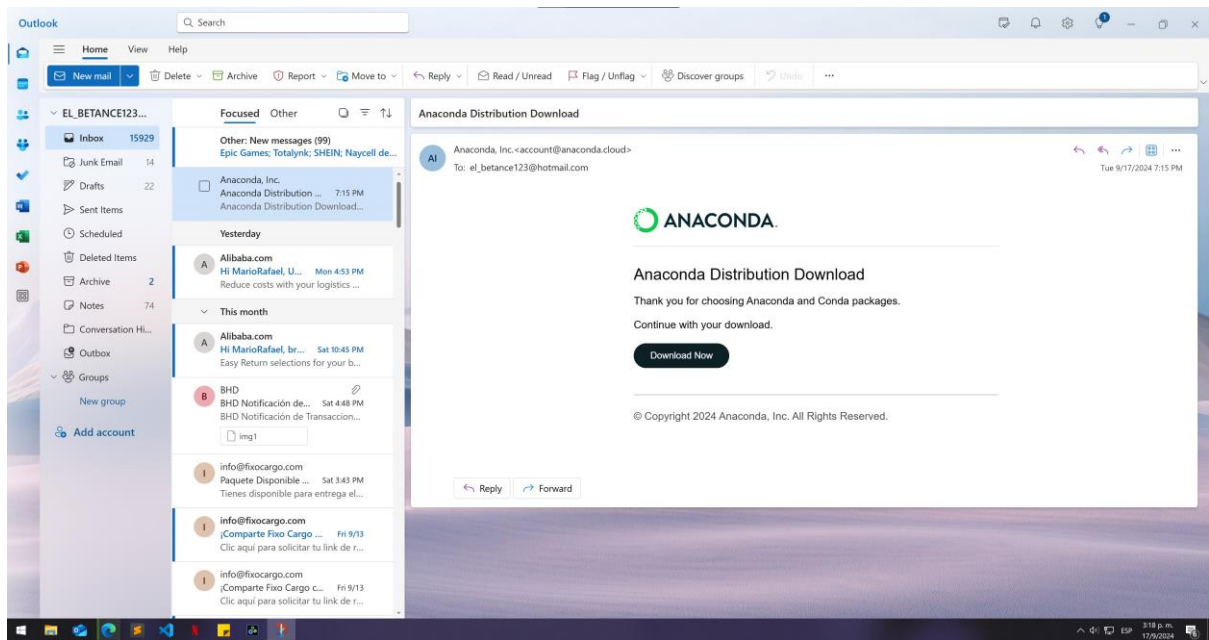 Outlook
Search
Home View Help
New mail Delete Archive Report Move to Reply Read / Unread Flag / Unflag Discover groups Undo
EL_BETANCE123...
Inbox 15929
Junk Email 14
Drafts 22
Sent Items
Scheduled
Deleted Items
Archive 2
Notes 74
Conversation Hi...
Outbox
Groups
New group
Add account
Focused Other
Other: New messages (99)
Epic Games; Totalynk; SHEIN; Naycell de...
Anaconda, Inc.
Anaconda Distribution ... 7:15 PM
Anaconda Distribution Download...
Yesterday
A
Alibaba.com
Hi MarioRafael, U... Mon 4:53 PM
Reduce costs with your logistics ...
This month
A
Alibaba.com
Hi MarioRafael, br... Sat 10:45 PM
Easy Return selections for your b...
B
BHD
BHD Notificación de... Sat 4:48 PM
BHD Notificación de Transaccion...
img1
I
info@fixocargo.com
Paquete Disponible ... Sat 3:43 PM
Tienes disponible para entrega el...
I
info@fixocargo.com
¡Comparte Fixo Cargo ... Fri 9/13
Clic aquí para solicitar tu link de r...
I
info@fixocargo.com
¡Comparte Fixo Cargo c... Fri 9/13
Clic aquí para solicitar tu link de r...
Anaconda Distribution Download
AI
Anaconda, Inc.<account@anaconda.cloud>
To: el_betance123@hotmail.com
Tue 9/17/2024 7:15 PM
ANACONDA.
Anaconda Distribution Download
Thank you for choosing Anaconda and Conda packages.
Continue with your download.
Download Now
© Copyright 2024 Anaconda, Inc. All Rights Reserved.
Reply Forward
ESP
3:18 p. m.
17/9/2024